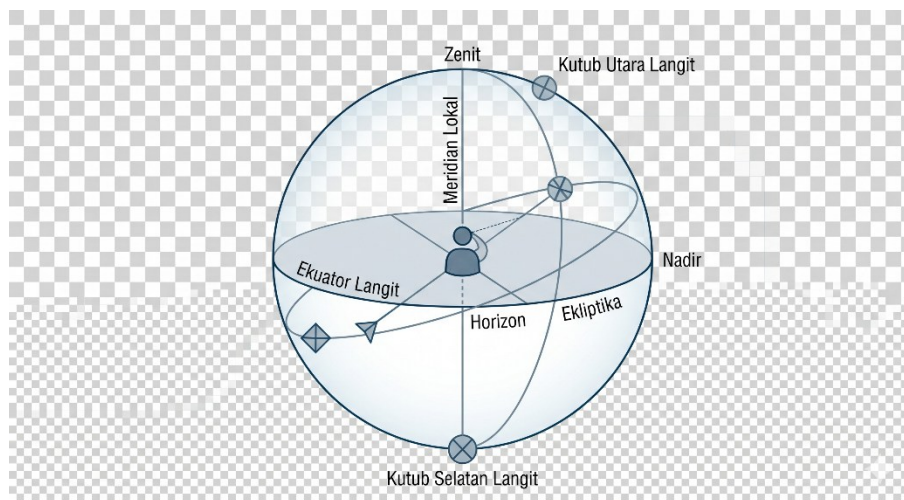 Zenit
Kutub Utara Langit
Meridian Lokal
Nadir
Ekuator Langit
Horizon
Ekliptika
Kutub Selatan Langit